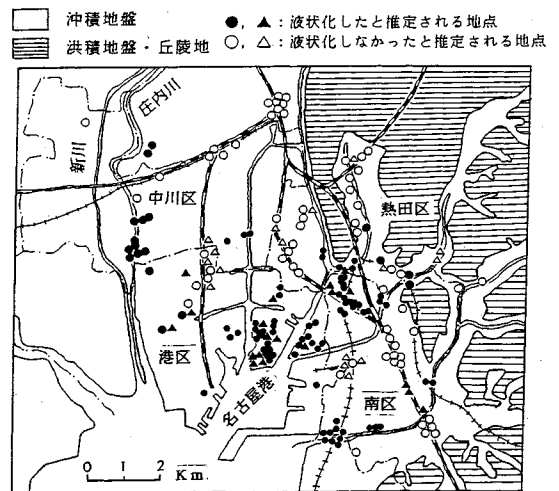 沖積地盤
●, ▲：液状化したと推定される地点
洪積地盤・丘陵地
○, △：液状化しなかったと推定される地点
庄内川
新川
中川区
熱田区
港区
名古屋港
南区
0 1 2 Km.